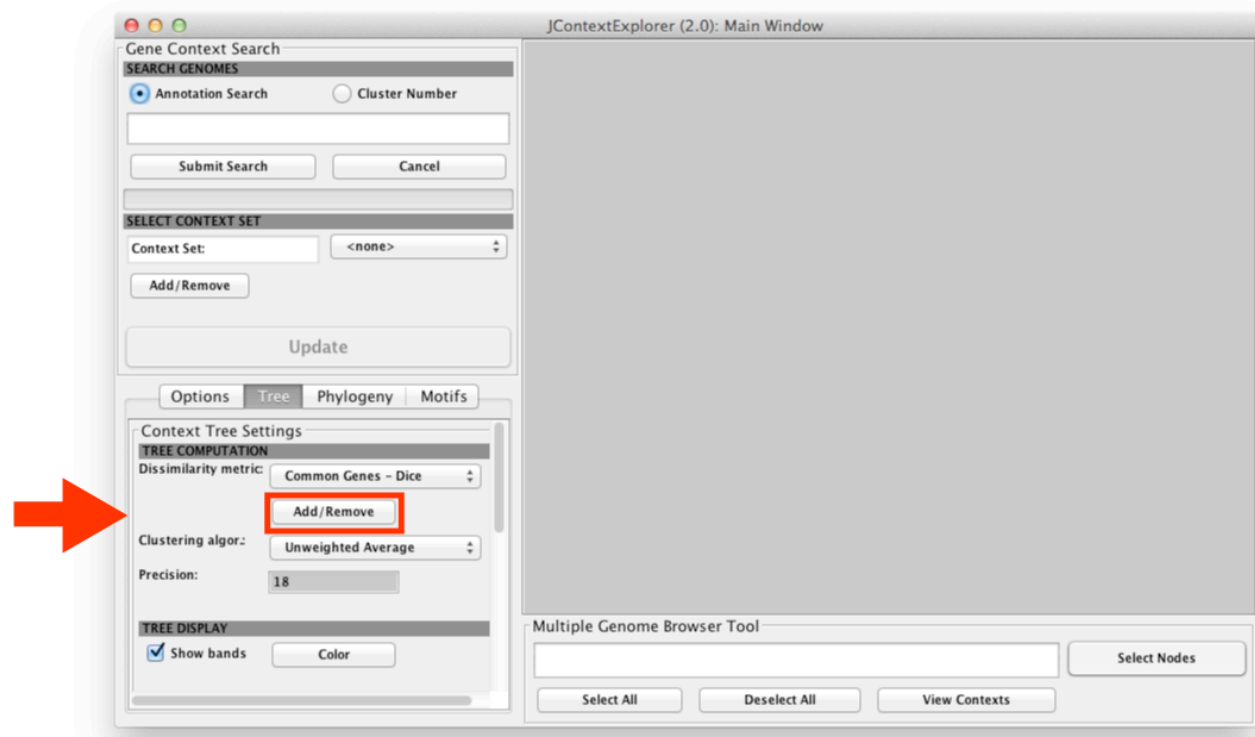 JContextExplorer (2.0): Main Window
Gene Context Search
SEARCH GENOMES
Annotation Search
Cluster Number
Submit Search
Cancel
SELECT CONTEXT SET
Context Set:
<none>
Add/Remove
Update
Options
Tree
Phylogeny
Motifs
Context Tree Settings
TREE COMPUTATION
Dissimilarity metric:
Common Genes - Dice
Add/Remove
Clustering algor.:
Unweighted Average
Precision:
18
TREE DISPLAY
Show bands
Color
Multiple Genome Browser Tool
Select Nodes
Select All
Deselect All
View Contexts